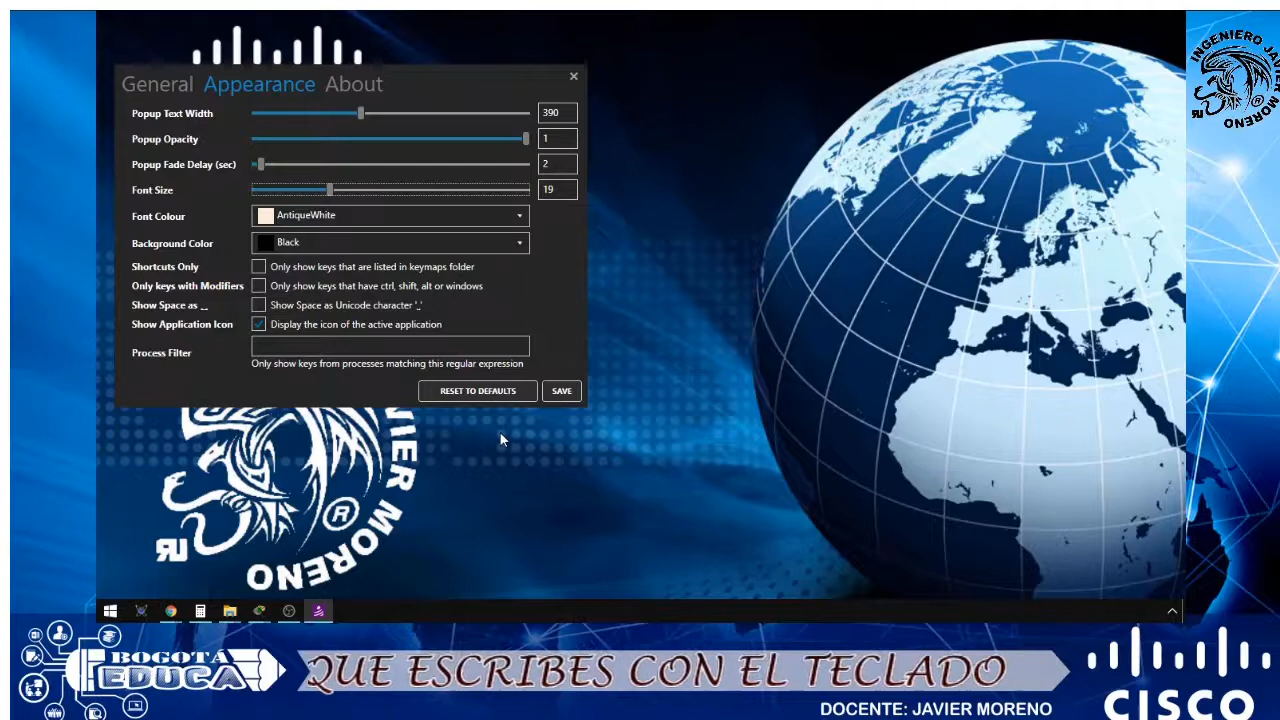 General Appearance About
Popup Text Width 390
Popup Opacity 1
Popup Fade Delay (sec) 2
Font Size 19
Font Colour AntiqueWhite
Background Color Black
Shortcuts Only Only show keys that are listed in keymaps folder
Only keys with Modifiers Only show keys that have ctrl, shift, alt or windows
Show Space as ⎵ Show Space as Unicode character '⎵'
Show Application Icon Display the icon of the active application
Process Filter
Only show keys from processes matching this regular expression
RESET TO DEFAULTS SAVE
INGENIERO JAVIE
MORENO
VIER MORENO
R
BOGOTÁ
EDUCA
QUE ESCRIBES CON EL TECLADO
DOCENTE: JAVIER MORENO
CISCO